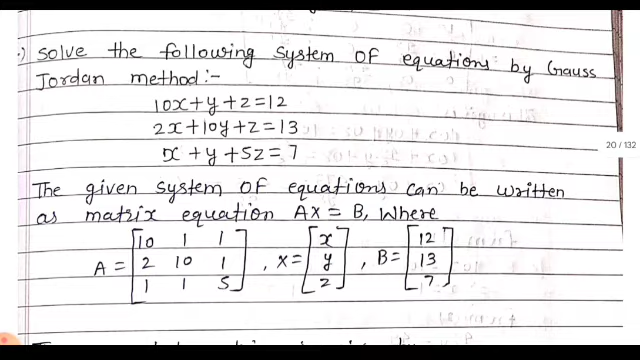 ·) Solve the following system of equations by Gauss
Jordan method:-
10x+y+z=12
2x+10y+z=13
x+y+5z=7
20 / 132
The given system of equations can be written
as matrix equation AX=B, Where
A = [10 1 1
2 10 1
1 1 5], X= [x
y
z], B= [12
13
7]